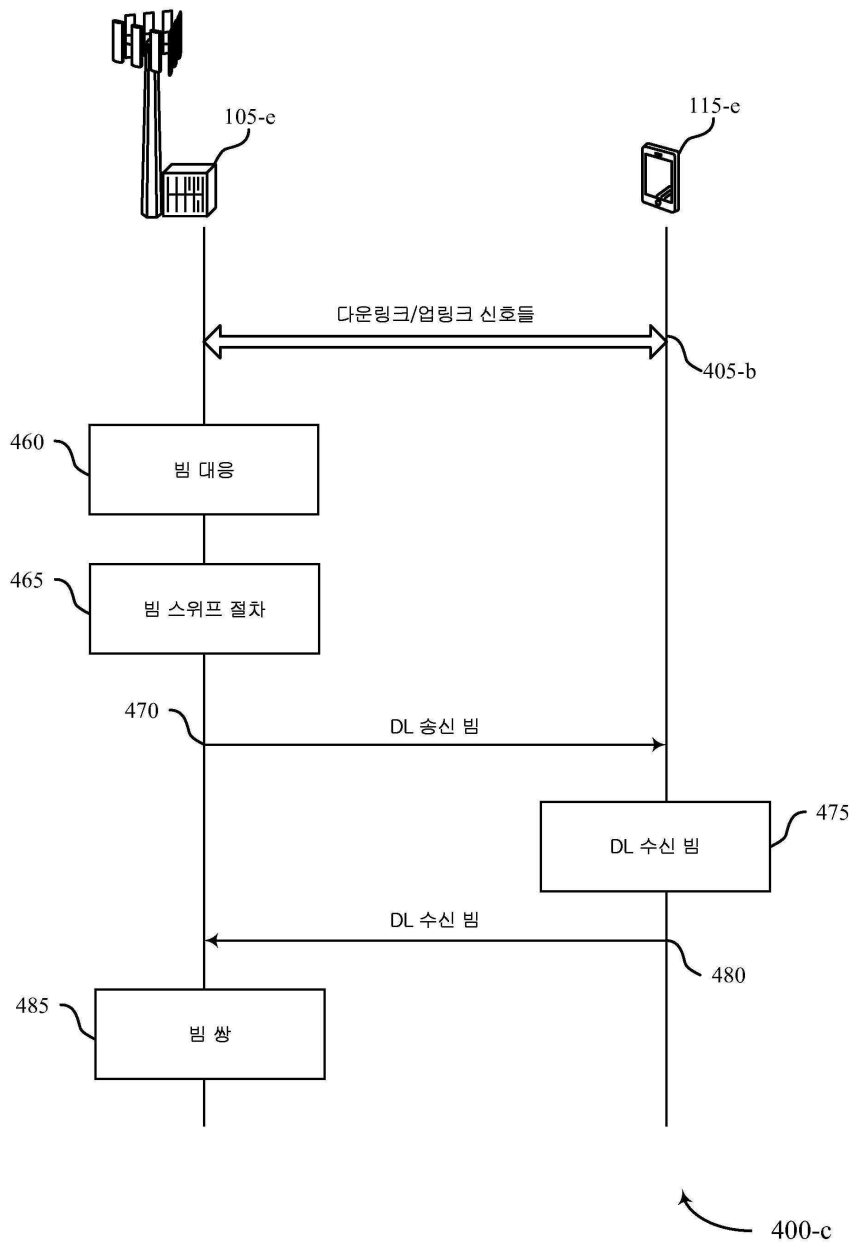 105-e
115-e
다운링크/업링크 신호들
405-b
460
빔 대응
465
빔 스위프 절차
470
DL 송신 빔
475
DL 수신 빔
DL 수신 빔
480
485
빔 쌍
400-c